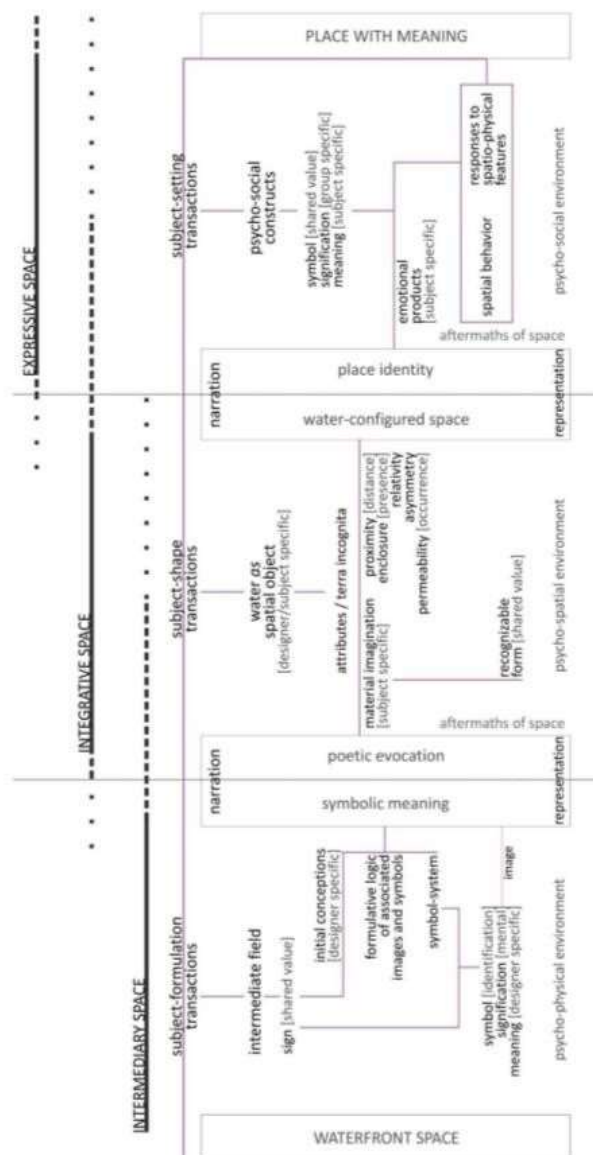 EXPRESSIVE SPACE
INTEGRATIVE SPACE
INTERMEDIARY SPACE
subject-formulation
transactions
subject-shape
transactions
subject-setting
transactions
WATERFRONT SPACE
intermediate field
sign [shared value]
initial conceptions
[designer specific]
formulative logic
of associated
images and symbols
symbol-system
symbol [identification]
signification [mental]
meaning [designer specific]
image
psycho-physical environment
narration
symbolic meaning
poetic evocation
representation
aftermaths of space
water as
spatial object
[designer/subject specific]
attributes / terra incognita
material imagination
[subject specific]
proximity [distance]
enclosure [presence]
relativity
asymmetry
permeability [occurrence]
recognizable
form [shared value]
psycho-spatial environment
narration
water-configured space
place identity
representation
aftermaths of space
psycho-social
constructs
symbol [shared value]
signification [group specific]
meaning [subject specific]
emotional
products
[subject specific]
spatial behavior
responses to
spatio-physical
features
psycho-social environment
PLACE WITH MEANING